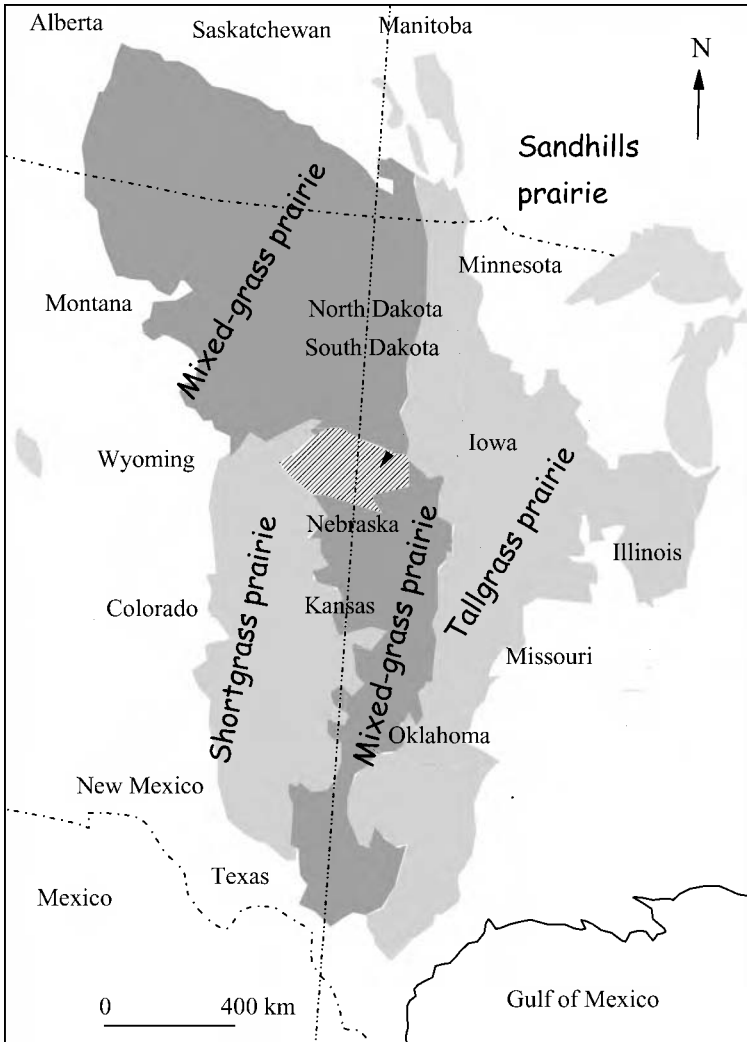 Alberta
Saskatchewan
Manitoba
N
Sandhills
prairie
Mixed-grass prairie
Minnesota
Montana
North Dakota
South Dakota
Iowa
Wyoming
Tallgrass prairie
Nebraska
Illinois
Shortgrass prairie
Mixed-grass prairie
Colorado
Kansas
Missouri
Oklahoma
New Mexico
Texas
Mexico
0 400 km
Gulf of Mexico